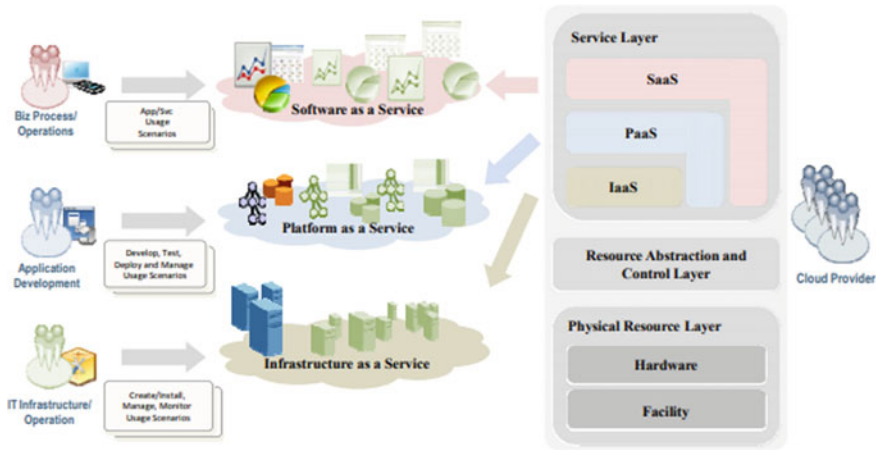 Biz Process/
Operations
App/Svc
Usage
Scenarios
Software as a Service
Application
Development
Develop, Test,
Deploy and Manage
Usage Scenarios
Platform as a Service
IT Infrastructure/
Operation
Create/Install,
Manage, Monitor
Usage Scenarios
Infrastructure as a Service
Service Layer
SaaS
PaaS
IaaS
Resource Abstraction and
Control Layer
Physical Resource Layer
Hardware
Facility
Cloud Provider